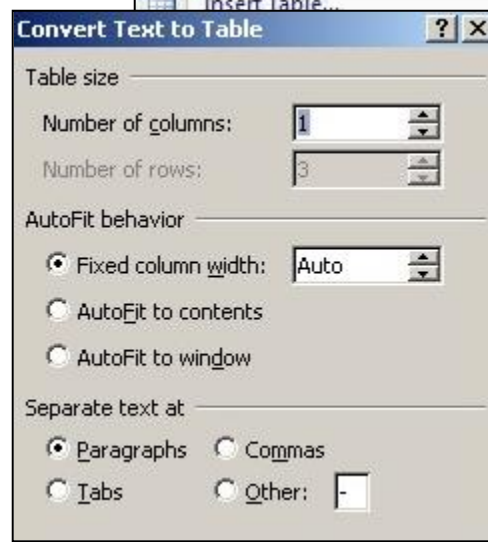 Insert Table...
Convert Text to Table ? X
Table size
Number of columns: 1
Number of rows: 3
AutoFit behavior
Fixed column width: Auto
AutoFit to contents
AutoFit to window
Separate text at
Paragraphs Commas
Tabs Other: -